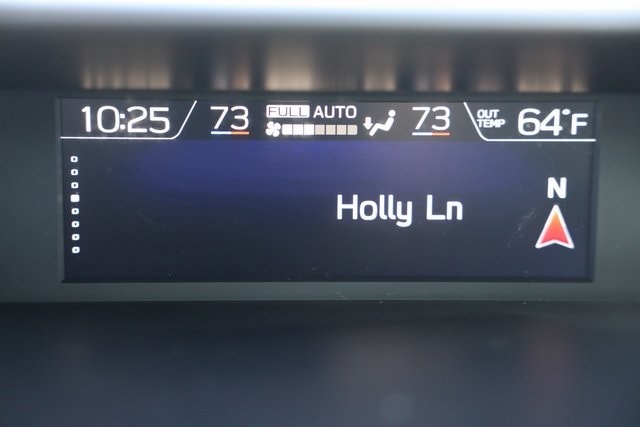 10:25 73 FULL AUTO 73 OUT TEMP 64°F
N
Holly Ln